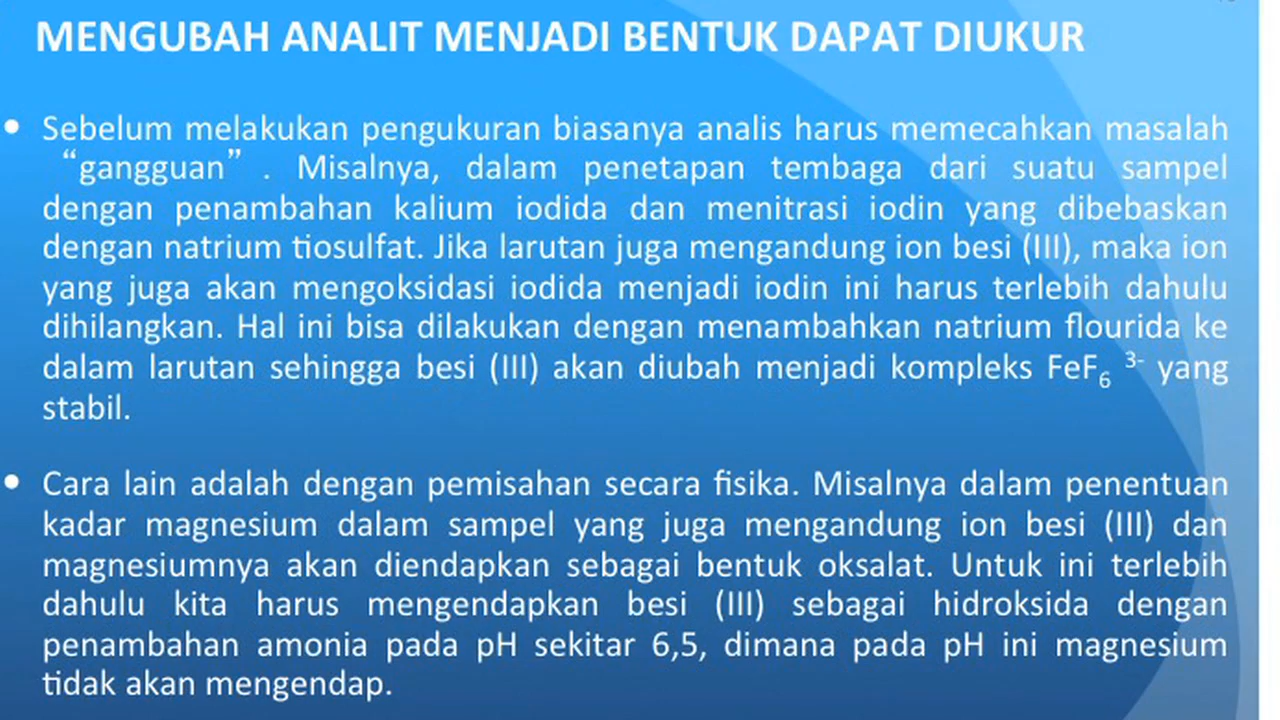 MENGUBAH ANALIT MENJADI BENTUK DAPAT DIUKUR
• Sebelum melakukan pengukuran biasanya analis harus memecahkan masalah
“gangguan” . Misalnya, dalam penetapan tembaga dari suatu sampel
dengan penambahan kalium iodida dan menitrasi iodin yang dibebaskan
dengan natrium tiosulfat. Jika larutan juga mengandung ion besi (III), maka ion
yang juga akan mengoksidasi iodida menjadi iodin ini harus terlebih dahulu
dihilangkan. Hal ini bisa dilakukan dengan menambahkan natrium flourida ke
dalam larutan sehingga besi (III) akan diubah menjadi kompleks FeF₆ ³⁻ yang
stabil.
• Cara lain adalah dengan pemisahan secara fisika. Misalnya dalam penentuan
kadar magnesium dalam sampel yang juga mengandung ion besi (III) dan
magnesiumnya akan diendapkan sebagai bentuk oksalat. Untuk ini terlebih
dahulu kita harus mengendapkan besi (III) sebagai hidroksida dengan
penambahan amonia pada pH sekitar 6,5, dimana pada pH ini magnesium
tidak akan mengendap.